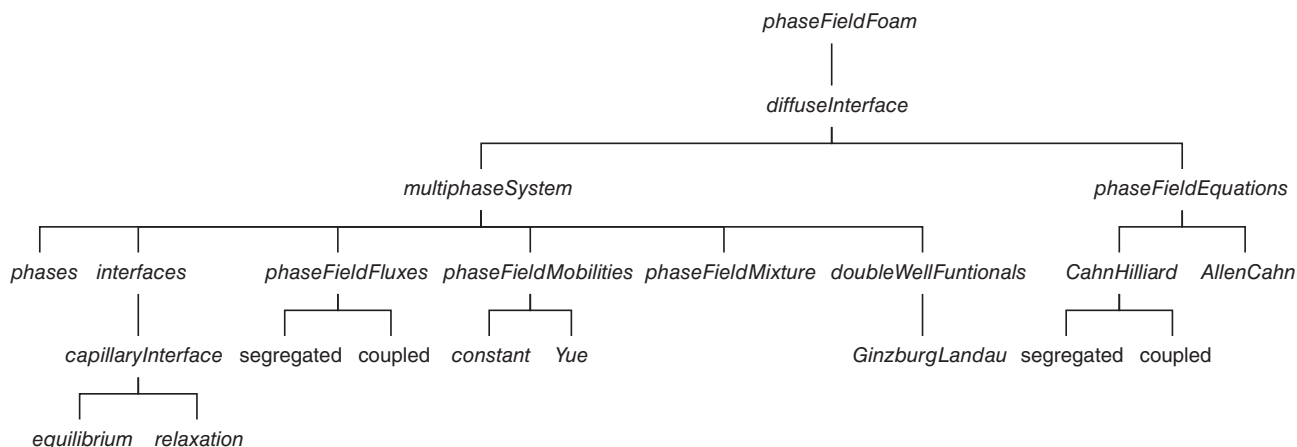 phaseFieldFoam
diffuseInterface
multiphaseSystem phaseFieldEquations
phases interfaces phaseFieldFluxes phaseFieldMobilities phaseFieldMixture doubleWellFuntionals CahnHilliard AllenCahn
capillaryInterface segregated coupled constant Yue GinzburgLandau segregated coupled
equilibrium relaxation